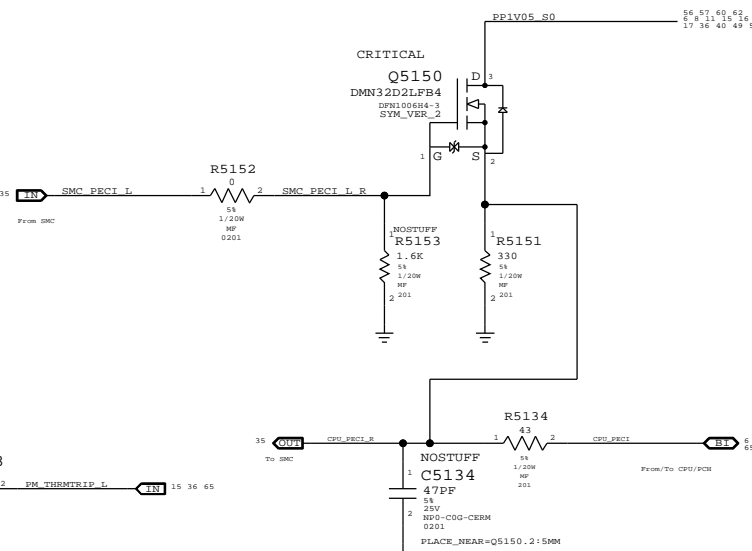 PP1V05_S0
56 57 60 62
6 8 11 15 16
17 36 40 49 5
CRITICAL
Q5150
DMN32D2LFB4
DFN1006H4-3
SYM_VER_2
D 3
1 G S 2
R5152
35 IN SMC_PECI_L 1 0 2 SMC_PECI_L_R
From SMC
5%
1/20W
MF
0201
NOSTUFF
1 R5153
1.6K
5%
1/20W
MF
2 201
1 R5151
330
5%
1/20W
MF
2 201
R5134
35 OUT CPU_PECI_R 1 43 2 CPU_PECI BI 6
65
To SMC
5%
1/20W
MF
201
From/To CPU/PCH
NOSTUFF
1 C5134
47PF
5%
25V
2 NP0-C0G-CERM
0201
PLACE_NEAR=Q5150.2:5MM
2 PM_THRMTRIP_L IN 15 36 65